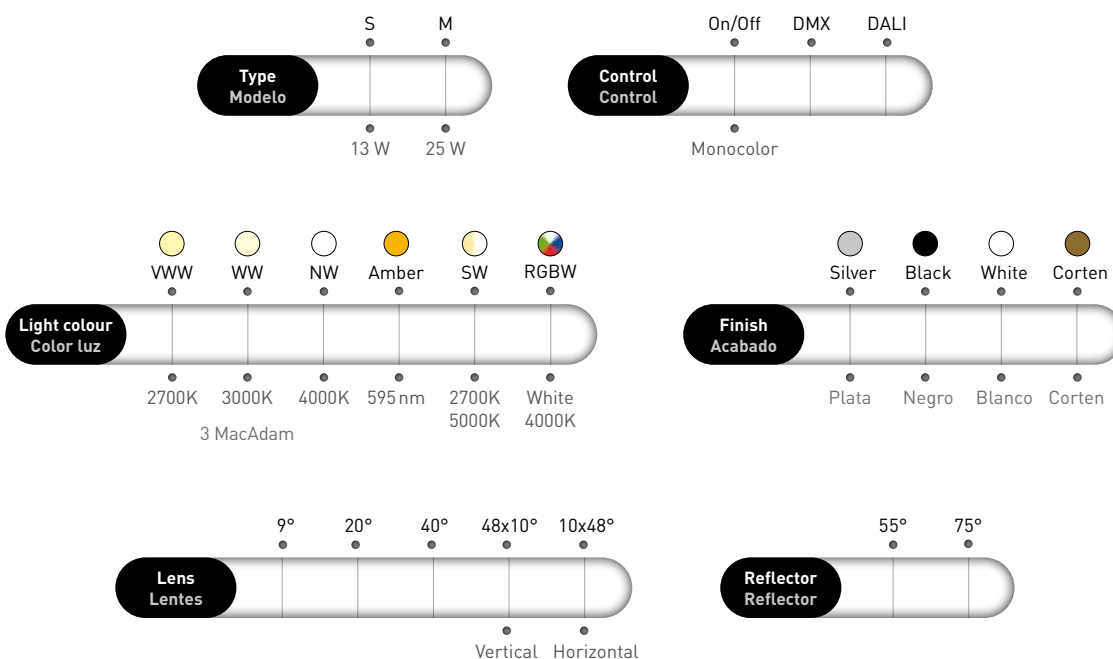 S M
Type
Modelo
13 W 25 W
On/Off DMX DALI
Control
Control
Monocolor
VWW WW NW Amber SW RGBW
Light colour
Color luz
2700K 3000K 4000K 595 nm 2700K White
5000K 4000K
3 MacAdam
Silver Black White Corten
Finish
Acabado
Plata Negro Blanco Corten
9° 20° 40° 48x10° 10x48°
Lens
Lentes
Vertical Horizontal
55° 75°
Reflector
Reflector